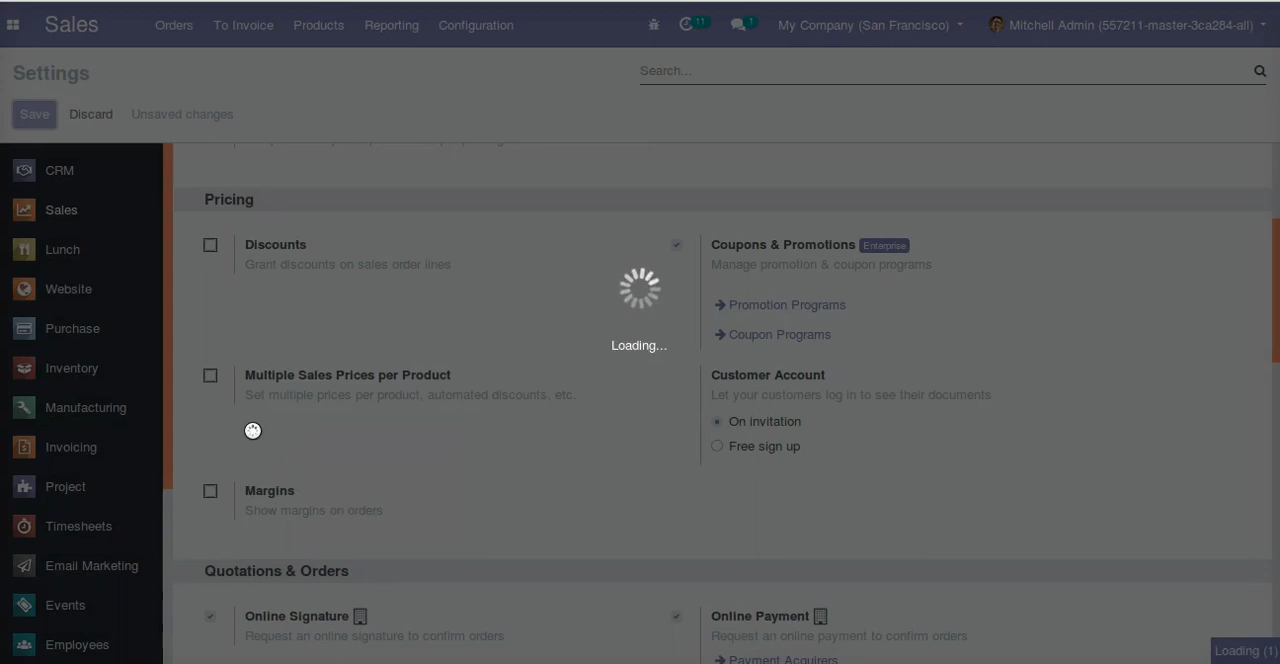 Sales
Orders
To Invoice
Products
Reporting
Configuration
11
1
My Company (San Francisco)
Mitchell Admin (557211-master-3ca284-all)
Settings
Search...
Save
Discard
Unsaved changes
CRM
Sales
Lunch
Website
Purchase
Inventory
Manufacturing
Invoicing
Project
Timesheets
Email Marketing
Events
Employees
Pricing
Discounts
Grant discounts on sales order lines
Coupons & Promotions Enterprise
Manage promotion & coupon programs
Promotion Programs
Coupon Programs
Loading...
Multiple Sales Prices per Product
Set multiple prices per product, automated discounts, etc.
Customer Account
Let your customers log in to see their documents
On invitation
Free sign up
Margins
Show margins on orders
Quotations & Orders
Online Signature
Request an online signature to confirm orders
Online Payment
Request an online payment to confirm orders
Payment Acquirers
Loading (1)